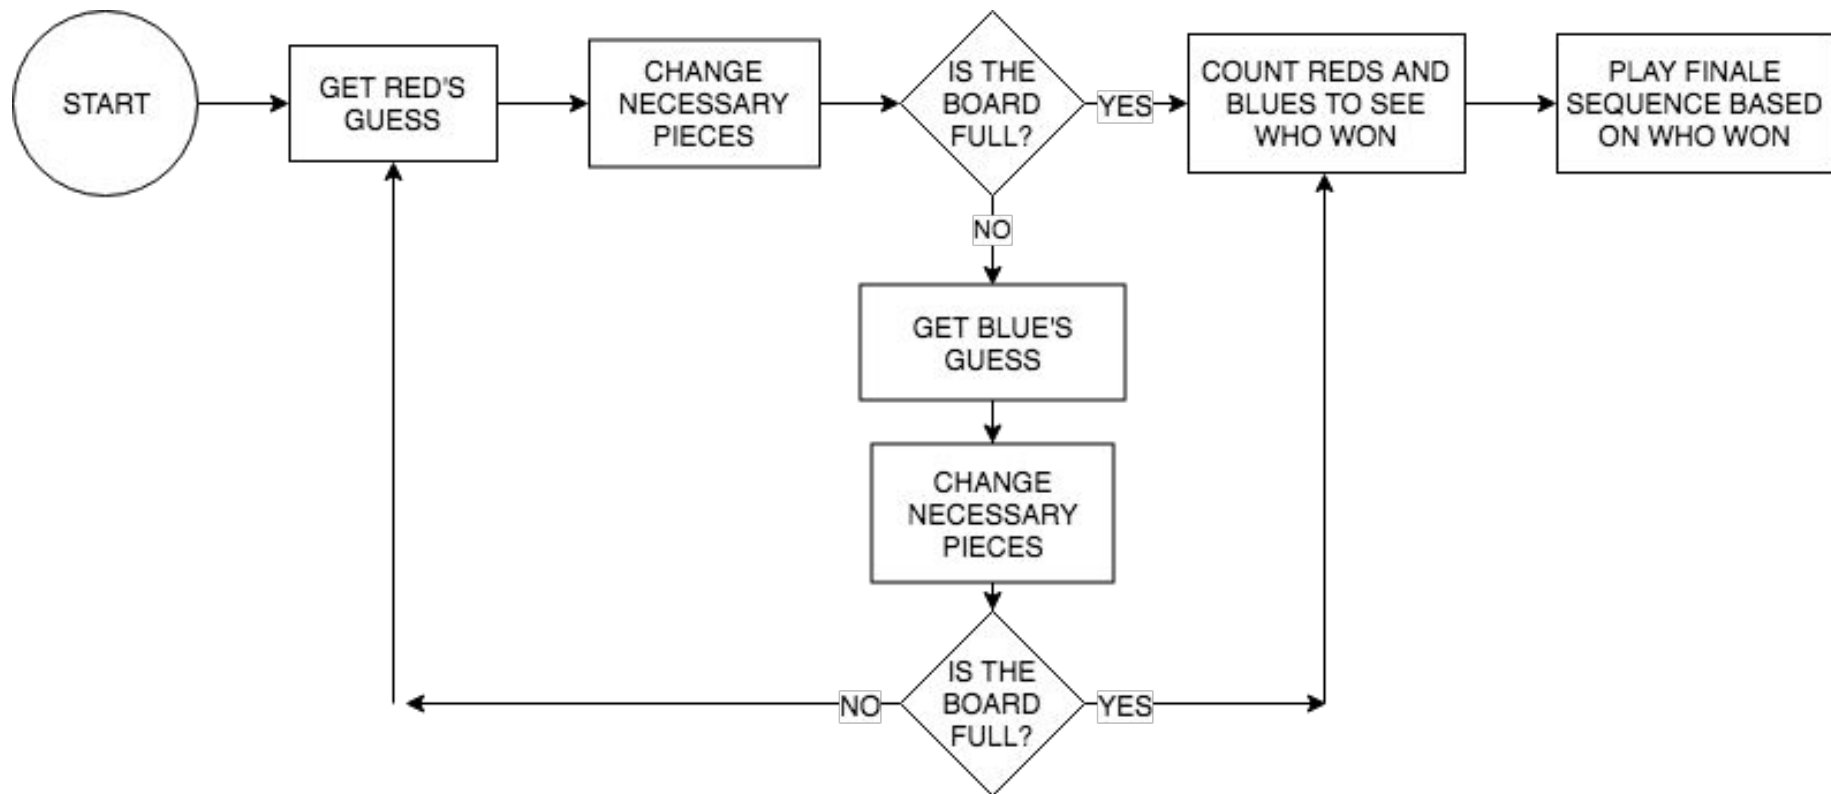 START
GET RED'S
GUESS
CHANGE
NECESSARY
PIECES
IS THE
BOARD
FULL?
YES
COUNT REDS AND
BLUES TO SEE
WHO WON
PLAY FINALE
SEQUENCE BASED
ON WHO WON
NO
GET BLUE'S
GUESS
CHANGE
NECESSARY
PIECES
IS THE
BOARD
FULL?
NO
YES